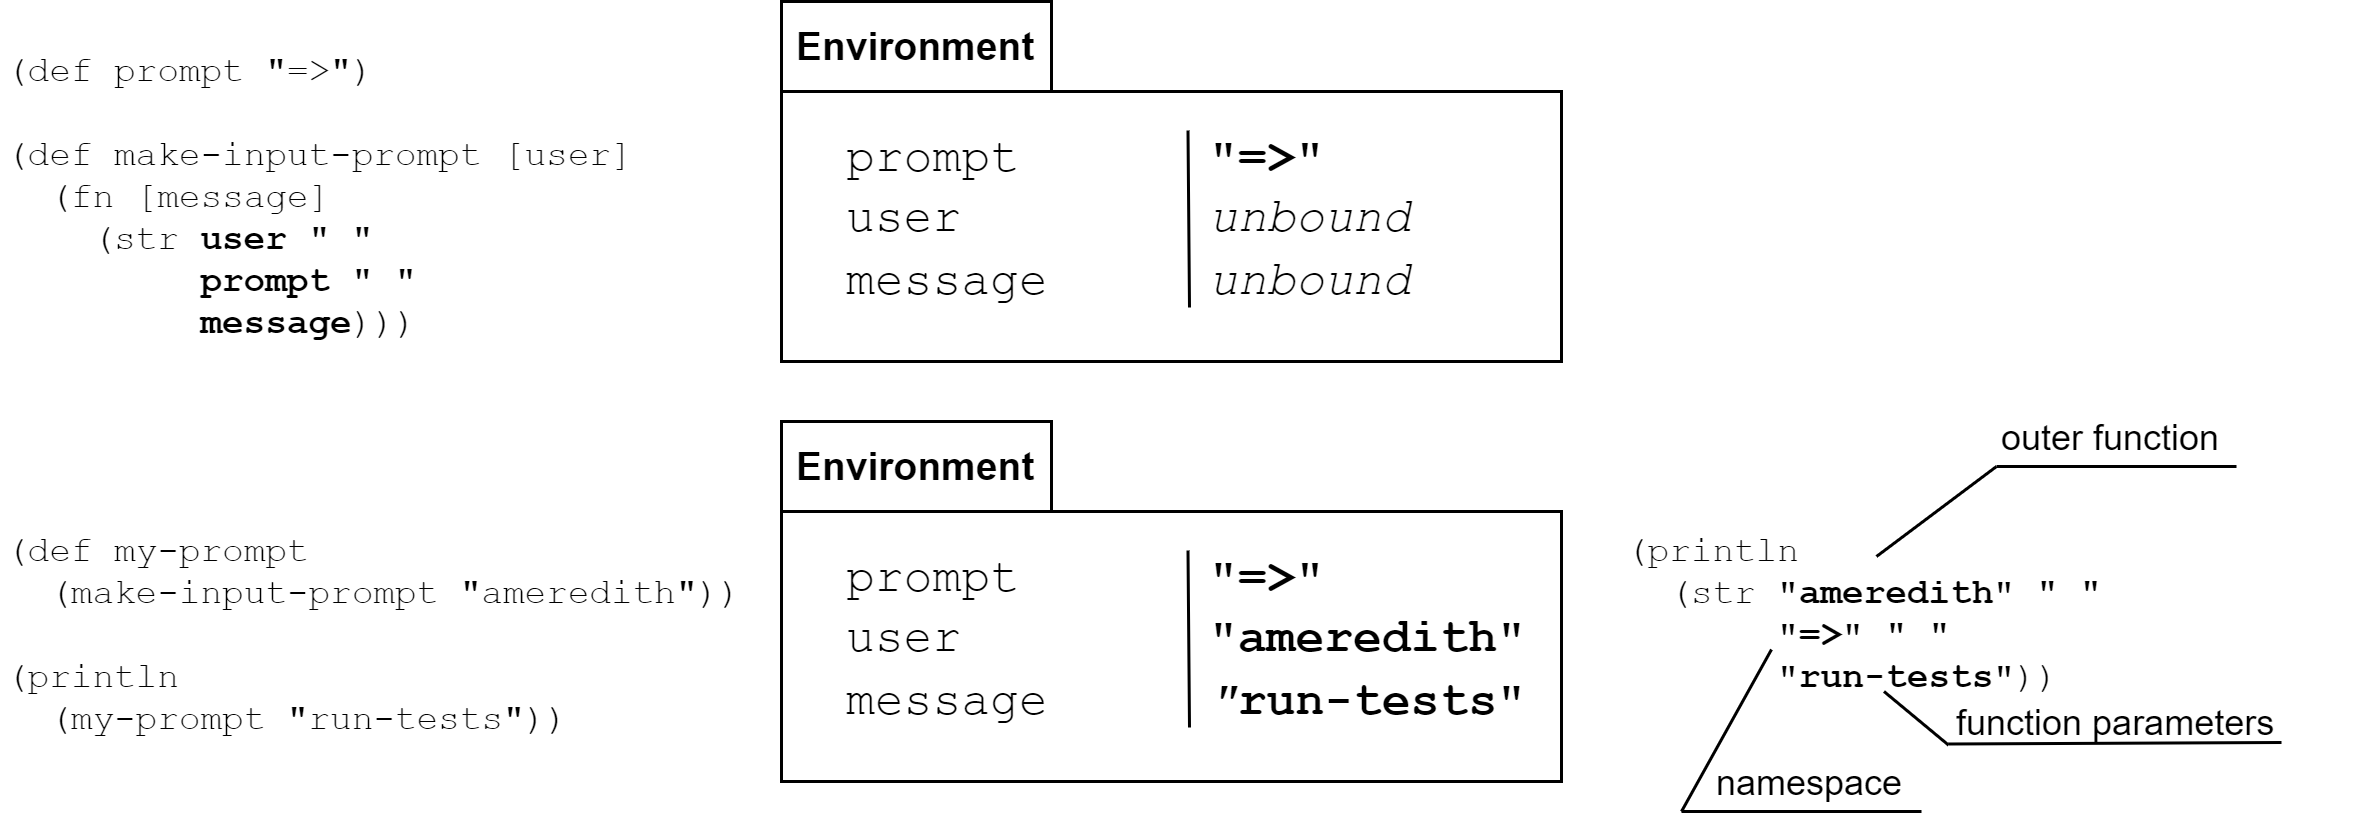 (def prompt "=>")
(def make-input-prompt [user]
(fn [message]
(str user " "
prompt " "
message)))
Environment
prompt "=>"
user unbound
message unbound
(def my-prompt
(make-input-prompt "ameredith"))
(println
(my-prompt "run-tests"))
Environment
prompt "=>"
user "ameredith"
message "run-tests"
outer function
(println
(str "ameredith" " "
"=>" " "
"run-tests"))
function parameters
namespace